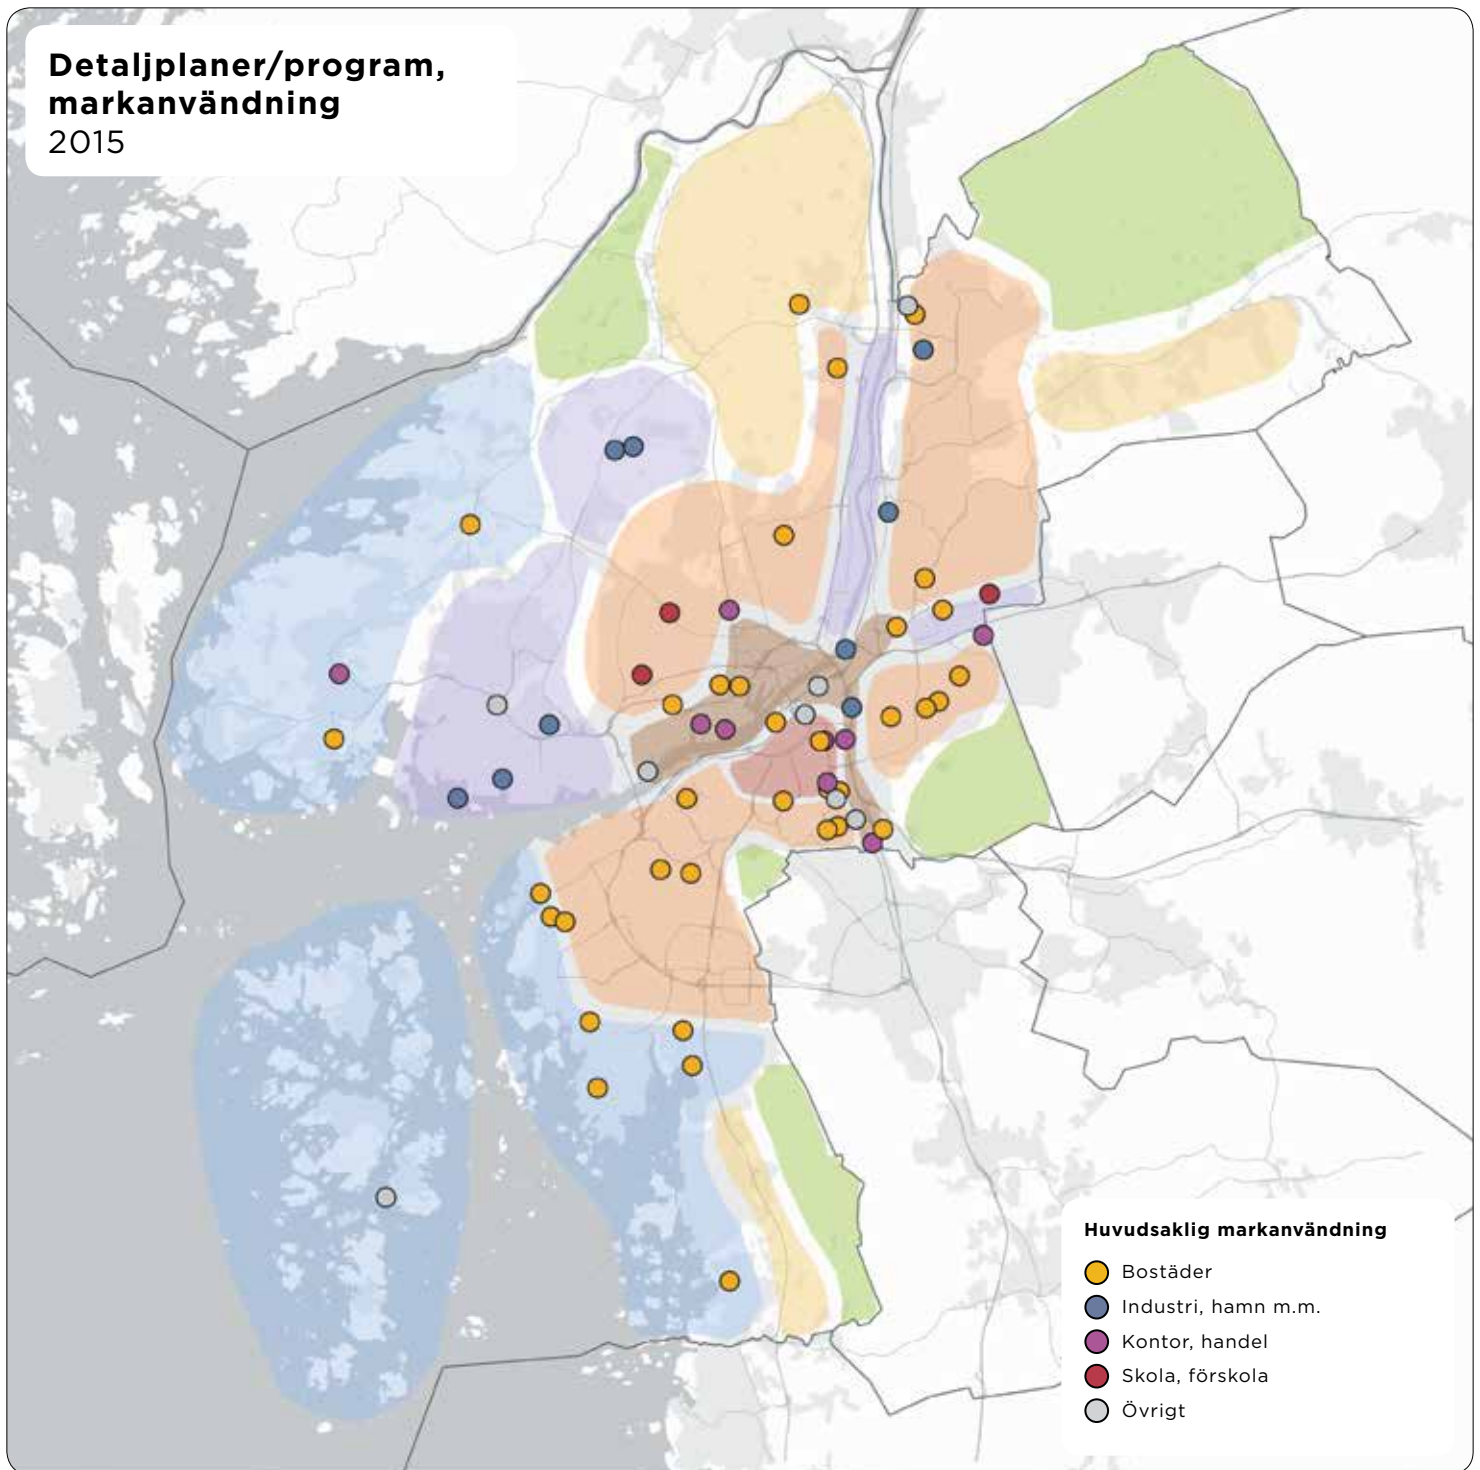 Detaljplaner/program,
markanvändning
2015
Huvudsaklig markanvändning
Bostäder
Industri, hamn m.m.
Kontor, handel
Skola, förskola
Övrigt